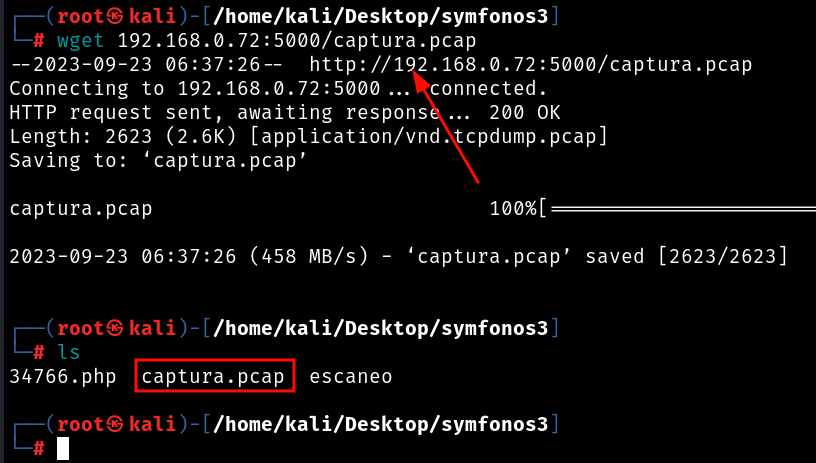 ┌──(root㉿kali)-[/home/kali/Desktop/symfonos3]
└─# wget 192.168.0.72:5000/captura.pcap
--2023-09-23 06:37:26--  http://192.168.0.72:5000/captura.pcap
Connecting to 192.168.0.72:5000... connected.
HTTP request sent, awaiting response... 200 OK
Length: 2623 (2.6K) [application/vnd.tcpdump.pcap]
Saving to: ‘captura.pcap’
captura.pcap 100%[==================
2023-09-23 06:37:26 (458 MB/s) - ‘captura.pcap’ saved [2623/2623]
┌──(root㉿kali)-[/home/kali/Desktop/symfonos3]
└─# ls
34766.php  captura.pcap  escaneo
┌──(root㉿kali)-[/home/kali/Desktop/symfonos3]
└─#